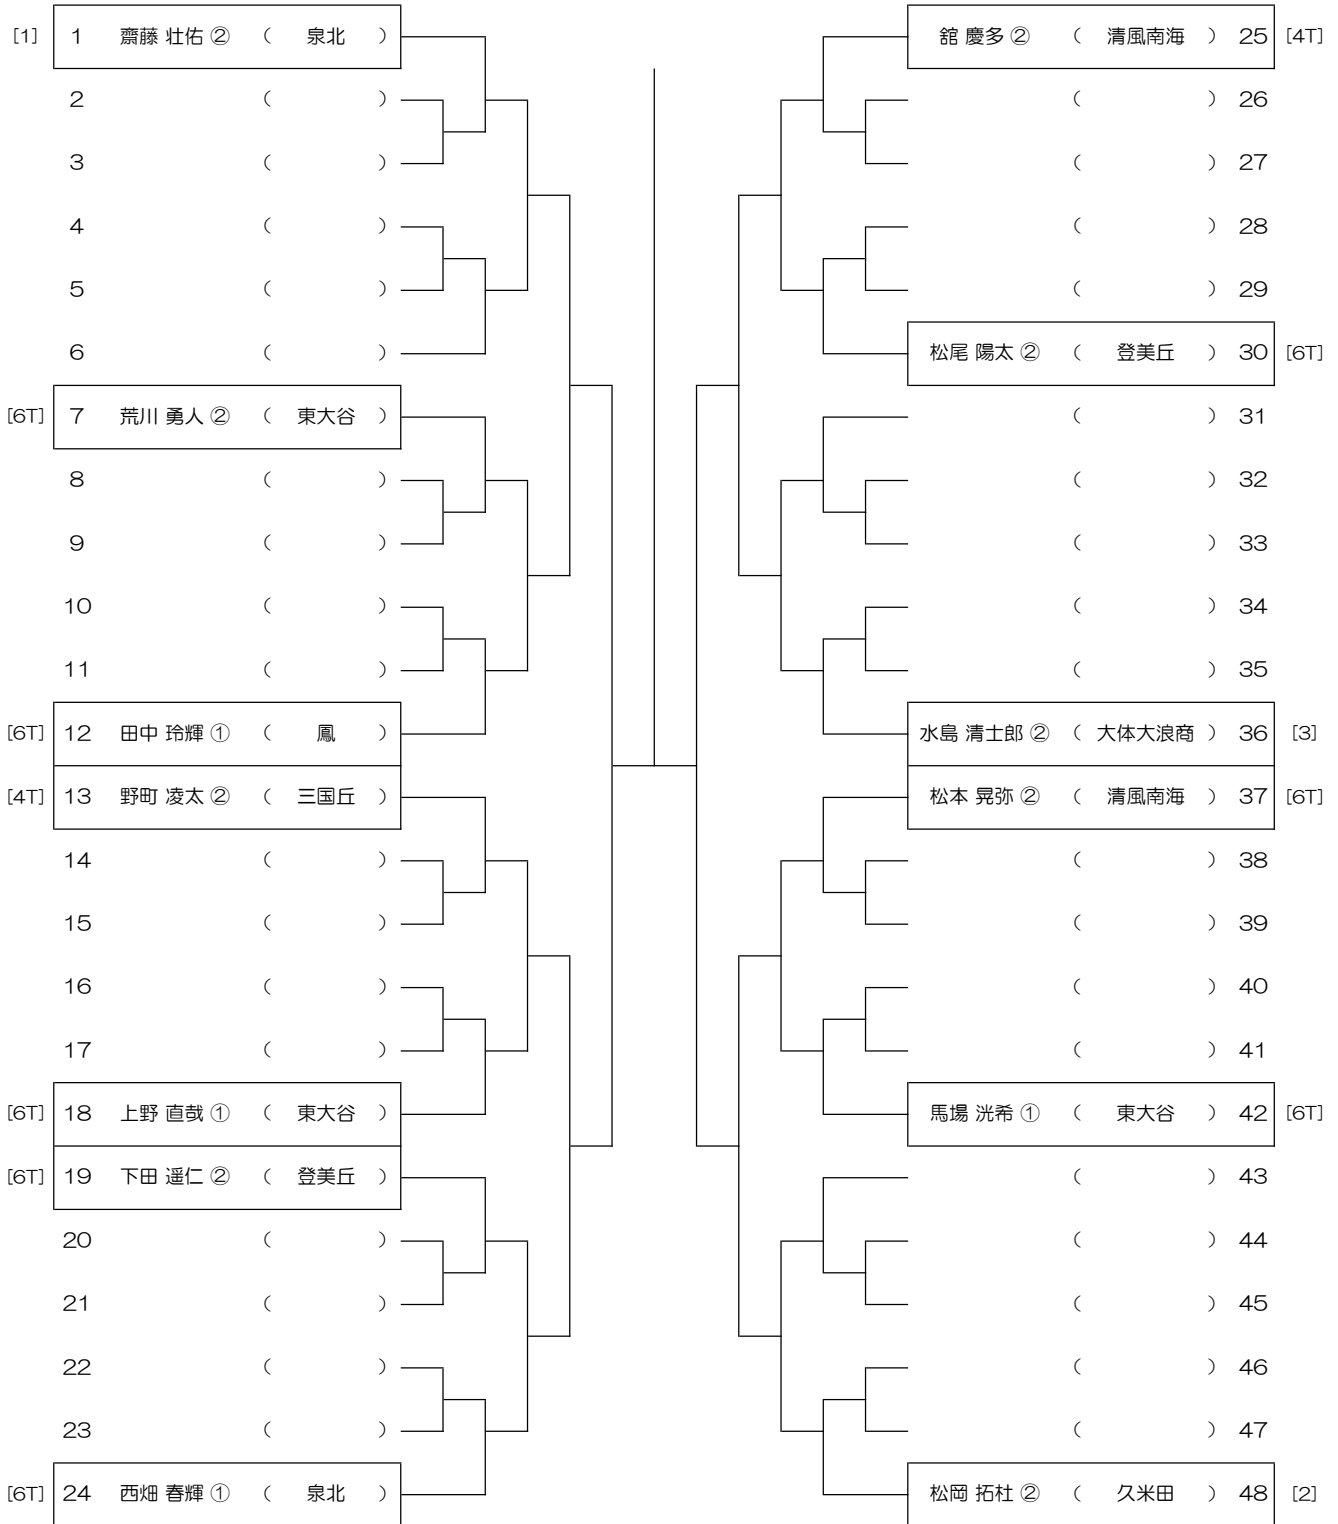 [1] 1 齋藤 壮佑 ② ( 泉北 )
2 ( )
3 ( )
4 ( )
5 ( )
6 ( )
[6T] 7 荒川 勇人 ② ( 東大谷 )
8 ( )
9 ( )
10 ( )
11 ( )
[6T] 12 田中 玲輝 ① ( 鳳 )
[4T] 13 野町 凌太 ② ( 三国丘 )
14 ( )
15 ( )
16 ( )
17 ( )
[6T] 18 上野 直哉 ① ( 東大谷 )
[6T] 19 下田 遥仁 ② ( 登美丘 )
20 ( )
21 ( )
22 ( )
23 ( )
[6T] 24 西畑 春輝 ① ( 泉北 )
舘 慶多 ② ( 清風南海 ) 25 [4T]
( ) 26
( ) 27
( ) 28
( ) 29
松尾 陽太 ② ( 登美丘 ) 30 [6T]
( ) 31
( ) 32
( ) 33
( ) 34
( ) 35
水島 清士郎 ② ( 大体大浪商 ) 36 [3]
松本 晃弥 ② ( 清風南海 ) 37 [6T]
( ) 38
( ) 39
( ) 40
( ) 41
馬場 洸希 ① ( 東大谷 ) 42 [6T]
( ) 43
( ) 44
( ) 45
( ) 46
( ) 47
松岡 拓杜 ② ( 久米田 ) 48 [2]